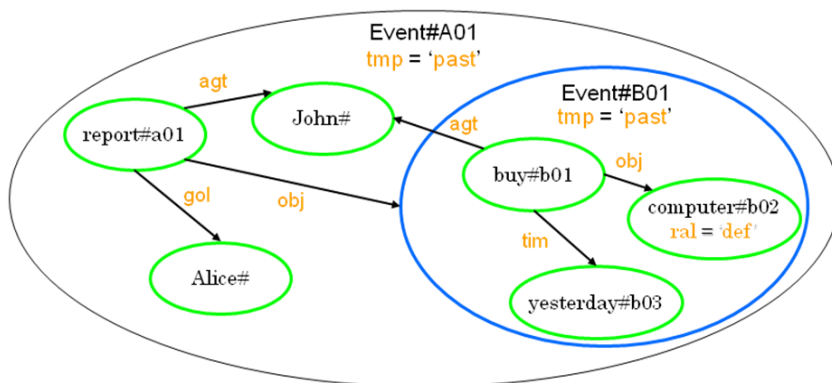 Event#A01
tmp = ‘past’
agt
Event#B01
tmp = ‘past’
report#a01
John#
agt
buy#b01
obj
gol
obj
computer#b02
ral = ‘def’
tim
Alice#
yesterday#b03